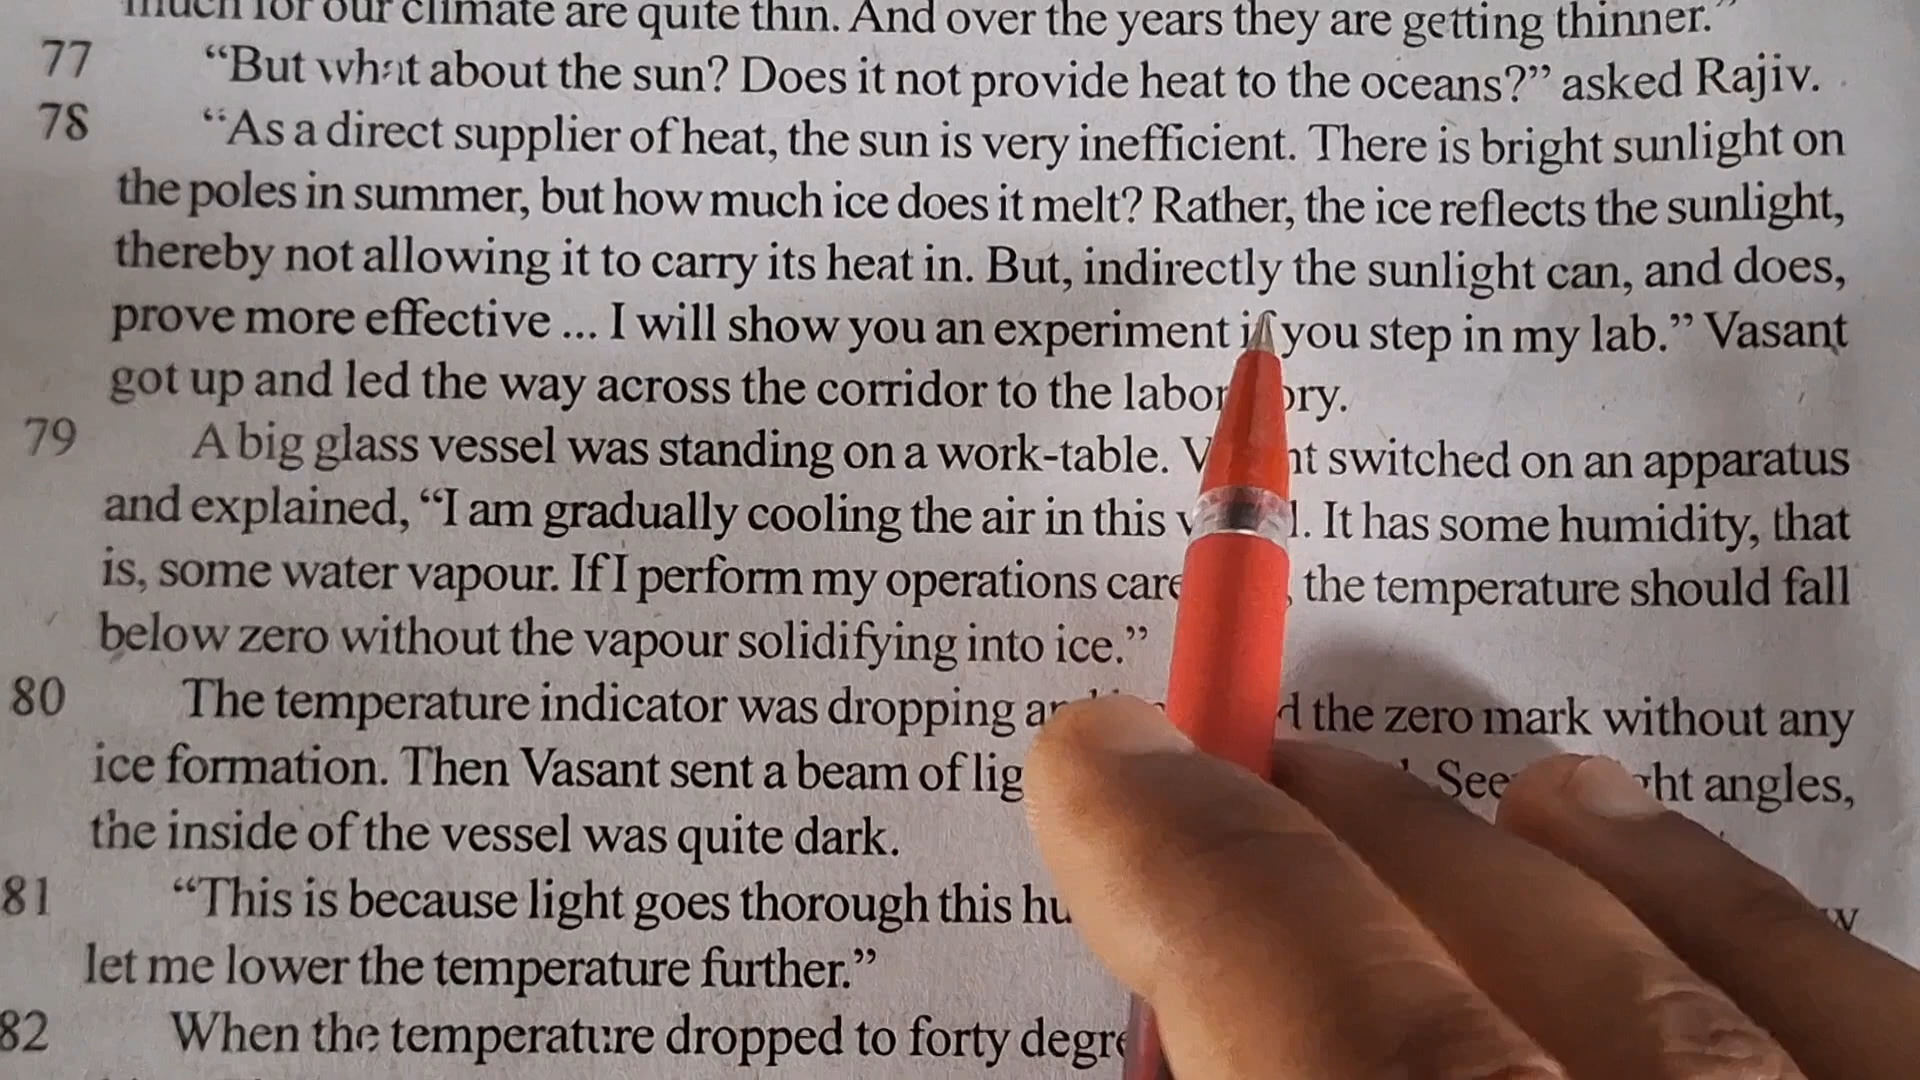 much for our climate are quite thin. And over the years they are getting thinner.”
77 “But what about the sun? Does it not provide heat to the oceans?” asked Rajiv.
78 “As a direct supplier of heat, the sun is very inefficient. There is bright sunlight on
the poles in summer, but how much ice does it melt? Rather, the ice reflects the sunlight,
thereby not allowing it to carry its heat in. But, indirectly the sunlight can, and does,
prove more effective ... I will show you an experiment if you step in my lab.” Vasant
got up and led the way across the corridor to the
79 A big glass vessel was standing on a work-table. switched on an apparatus
and explained, “I am gradually cooling the air in this It has some humidity, that
is, some water vapour. If I perform my operations the temperature should fall
below zero without the vapour solidifying into ice.”
80 The temperature indicator was dropping the zero mark without any
ice formation. Then Vasant sent a beam of angles,
the inside of the vessel was quite dark.
81 “This is because light goes thorough this
let me lower the temperature further.”
82 When the temperature dropped to forty